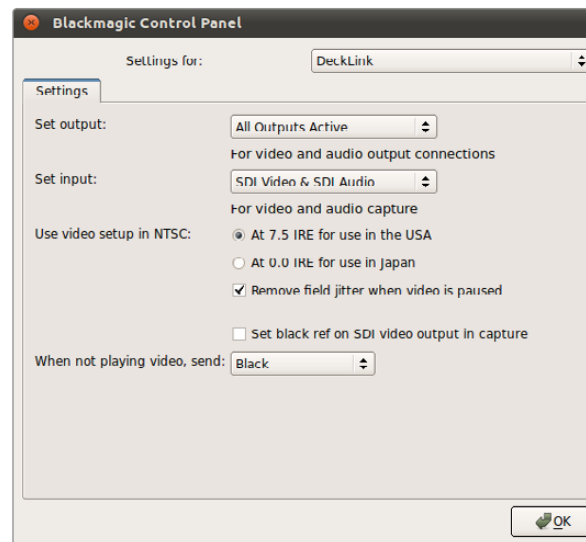 Blackmagic Control Panel
Settings for: DeckLink
Settings
Set output: All Outputs Active
For video and audio output connections
Set input: SDI Video & SDI Audio
For video and audio capture
Use video setup in NTSC: At 7.5 IRE for use in the USA
At 0.0 IRE for use in Japan
Remove field jitter when video is paused
Set black ref on SDI video output in capture
When not playing video, send: Black
OK